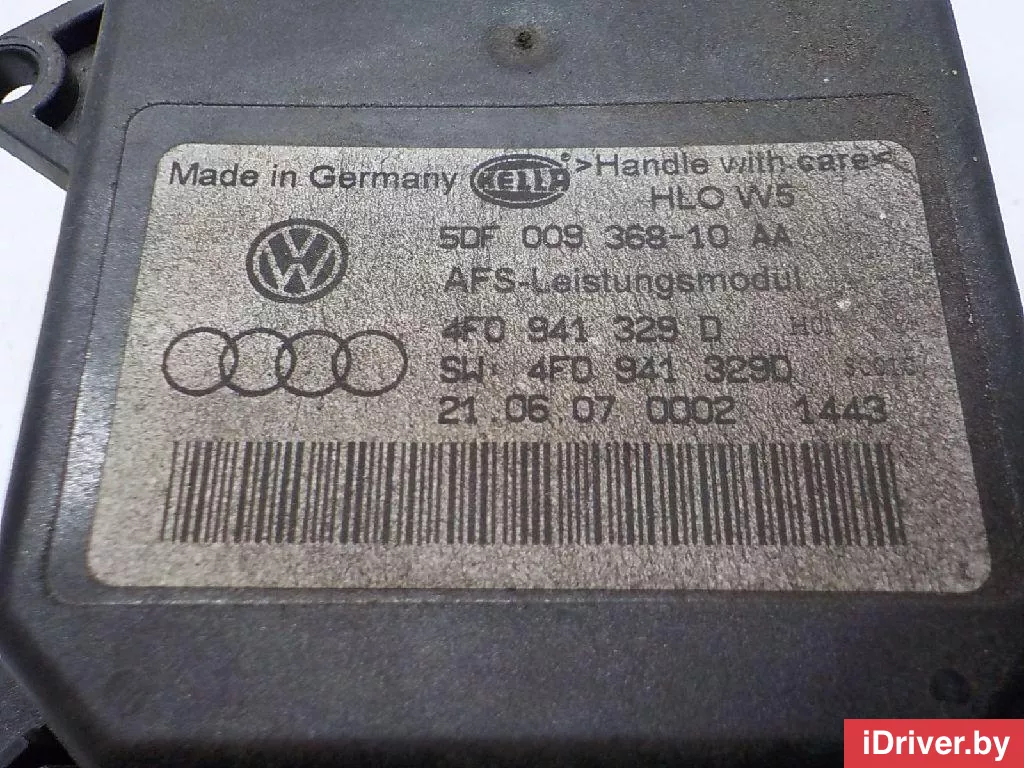 Made in Germany HELLA >Handle with care<
HLO W5
5DF 009 368-10 AA
AFS-Leistungsmodul
4F0 941 329 D
SW: 4F0 941 329D
21.06.07 0002 1443
iDriver.by